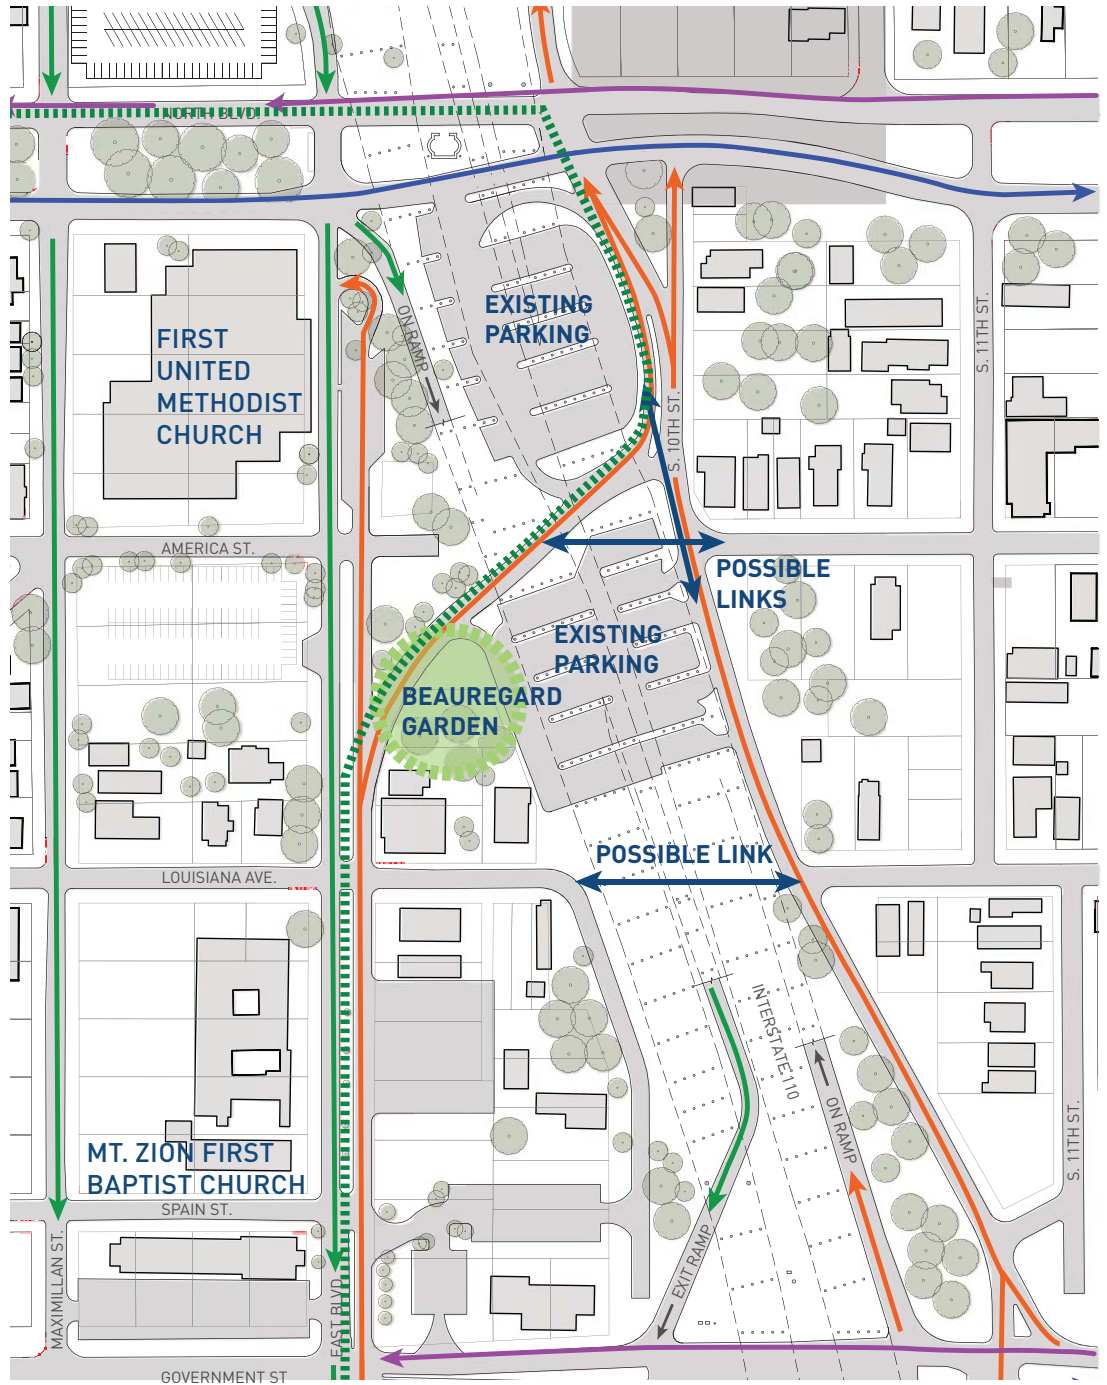 NORTH BLVD.
EXISTING
PARKING
ON RAMP
FIRST
UNITED
METHODIST
CHURCH
S. 10TH ST.
S. 11TH ST.
AMERICA ST.
POSSIBLE
LINKS
EXISTING
PARKING
BEAUREGARD
GARDEN
POSSIBLE LINK
LOUISIANA AVE.
INTERSTATE 110
ON RAMP
S. 11TH ST.
MT. ZION FIRST
BAPTIST CHURCH
SPAIN ST.
MAXIMILLAN ST.
EAST BLVD.
EXIT RAMP
GOVERNMENT ST